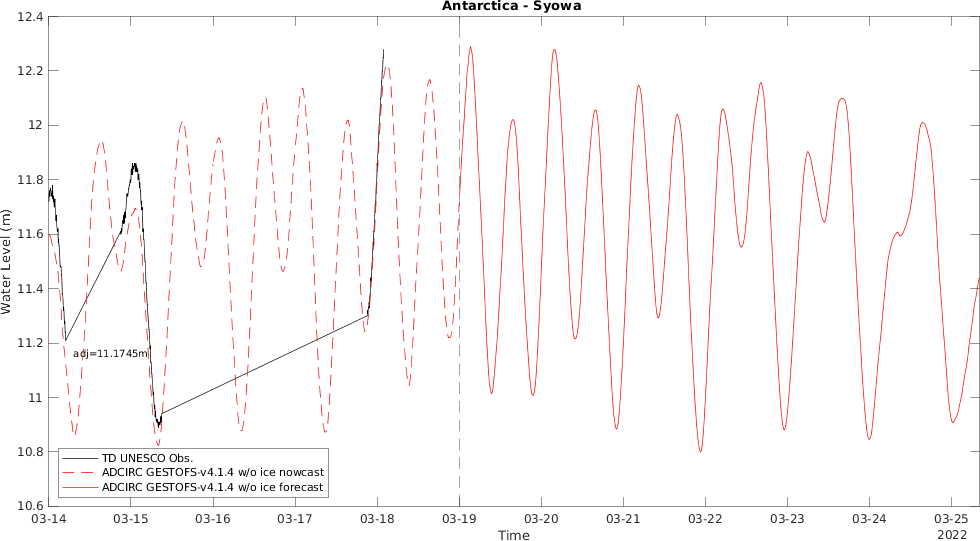 Antarctica - Syowa
12.4
12.2
12
11.8
11.6
11.4
11.2
11
10.8
10.6
Water Level (m)
adj=11.1745m
TD UNESCO Obs.
ADCIRC GESTOFS-v4.1.4 w/o ice nowcast
ADCIRC GESTOFS-v4.1.4 w/o ice forecast
03-14 03-15 03-16 03-17 03-18 03-19 03-20 03-21 03-22 03-23 03-24 03-25
Time
2022